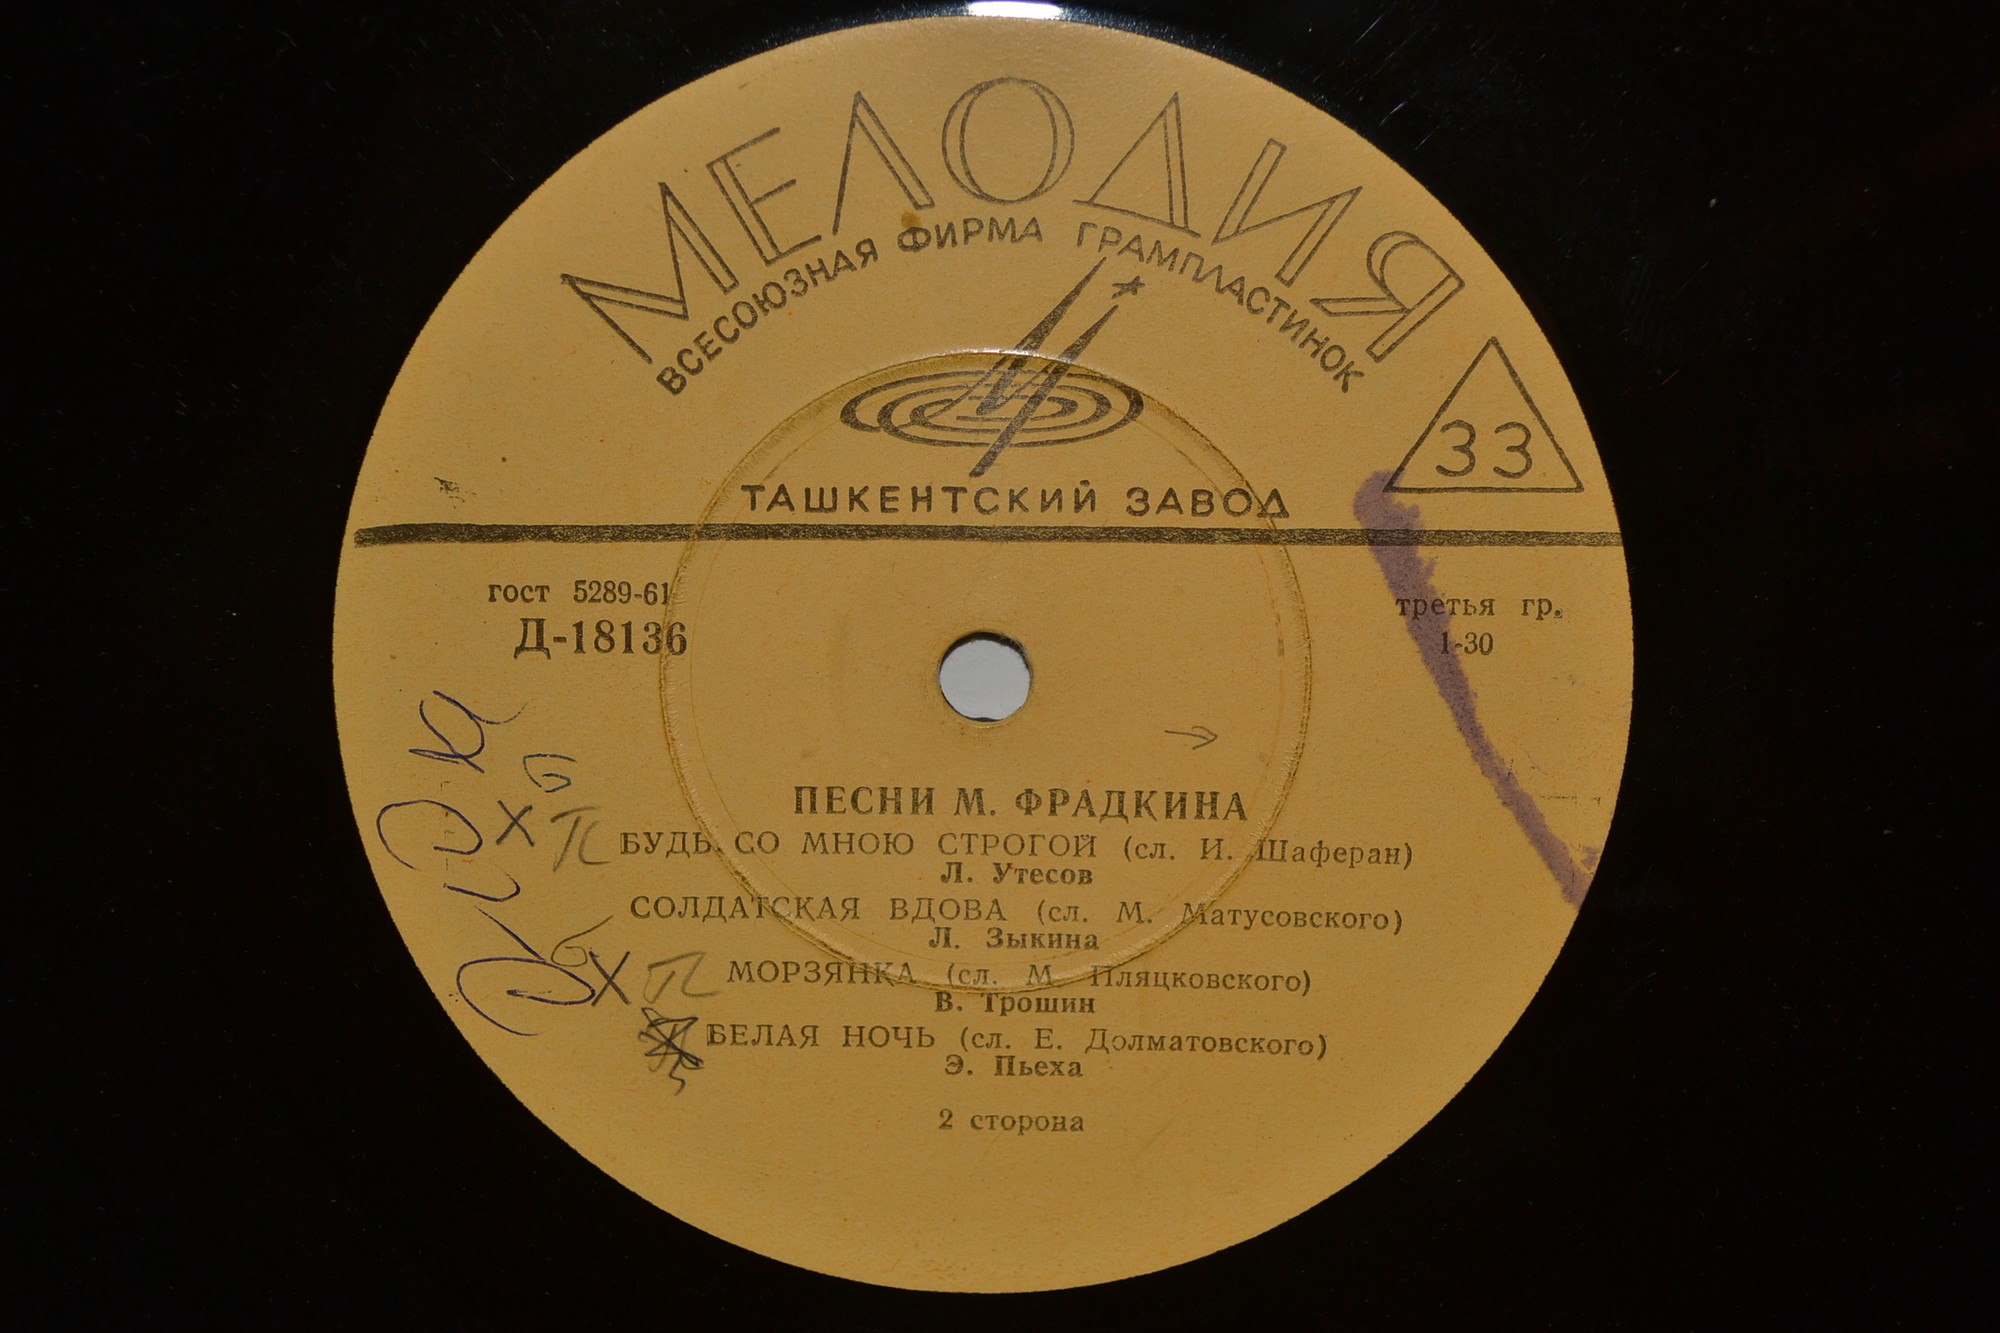 МЕЛОДИЯ
ВСЕСОЮЗНАЯ ФИРМА ГРАМПЛАСТИНОК
33
ТАШКЕНТСКИЙ ЗАВОД
гост 5289-61
Д-18136
третья гр.
1-30
ПЕСНИ М. ФРАДКИНА
БУДЬ СО МНОЮ СТРОГОЙ (сл. И. Шаферан)
Л. Утесов
СОЛДАТСКАЯ ВДОВА (сл. М. Матусовского)
Л. Зыкина
МОРЗЯНКА (сл. М. Пляцковского)
В. Трошин
БЕЛАЯ НОЧЬ (сл. Е. Долматовского)
Э. Пьеха
2 сторона